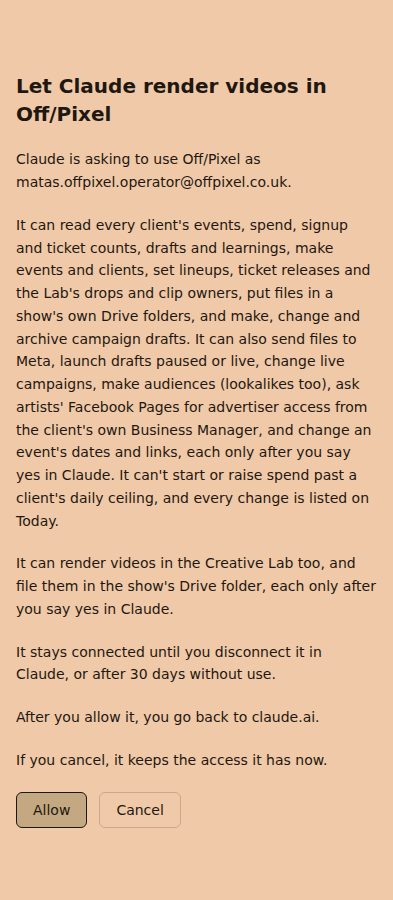 Let Claude render videos in
Off/Pixel
Claude is asking to use Off/Pixel as
matas.offpixel.operator@offpixel.co.uk.
It can read every client's events, spend, signup
and ticket counts, drafts and learnings, make
events and clients, set lineups, ticket releases and
the Lab's drops and clip owners, put files in a
show's own Drive folders, and make, change and
archive campaign drafts. It can also send files to
Meta, launch drafts paused or live, change live
campaigns, make audiences (lookalikes too), ask
artists' Facebook Pages for advertiser access from
the client's own Business Manager, and change an
event's dates and links, each only after you say
yes in Claude. It can't start or raise spend past a
client's daily ceiling, and every change is listed on
Today.
It can render videos in the Creative Lab too, and
file them in the show's Drive folder, each only after
you say yes in Claude.
It stays connected until you disconnect it in
Claude, or after 30 days without use.
After you allow it, you go back to claude.ai.
If you cancel, it keeps the access it has now.
Allow
Cancel